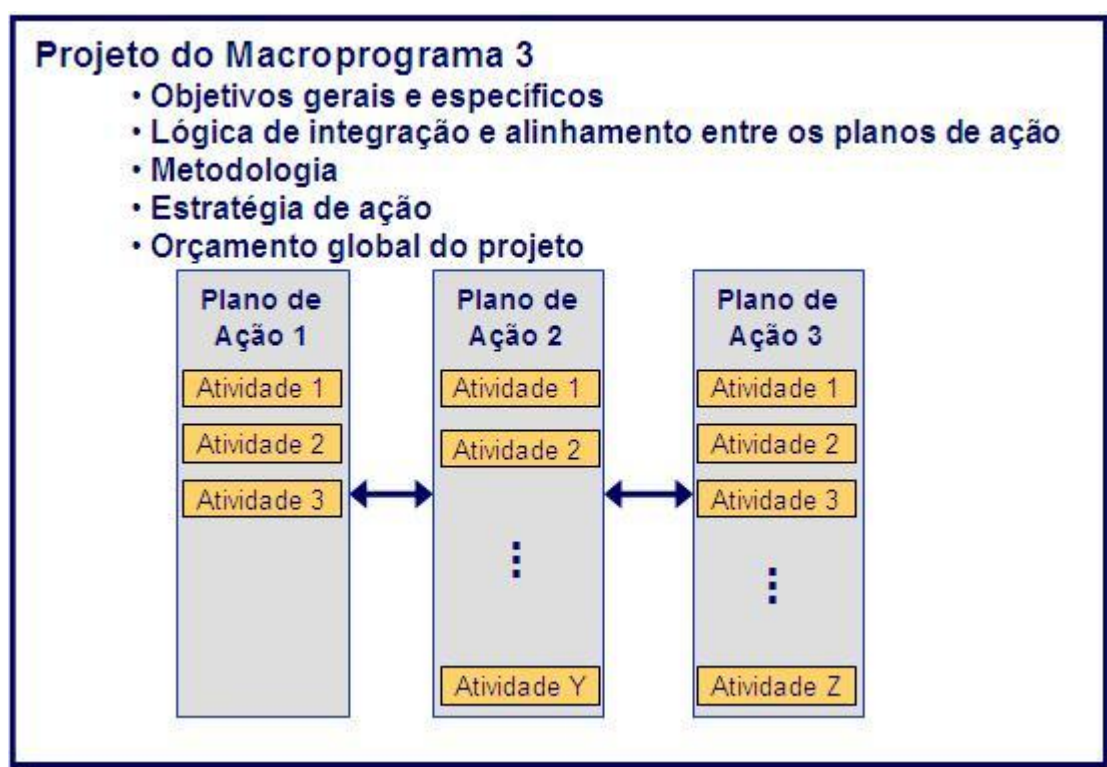 Projeto do Macroprograma 3
• Objetivos gerais e específicos
• Lógica de integração e alinhamento entre os planos de ação
• Metodologia
• Estratégia de ação
• Orçamento global do projeto
Plano de
Ação 1
Atividade 1
Atividade 2
Atividade 3
Plano de
Ação 2
Atividade 1
Atividade 2
Atividade Y
Plano de
Ação 3
Atividade 1
Atividade 2
Atividade 3
Atividade Z